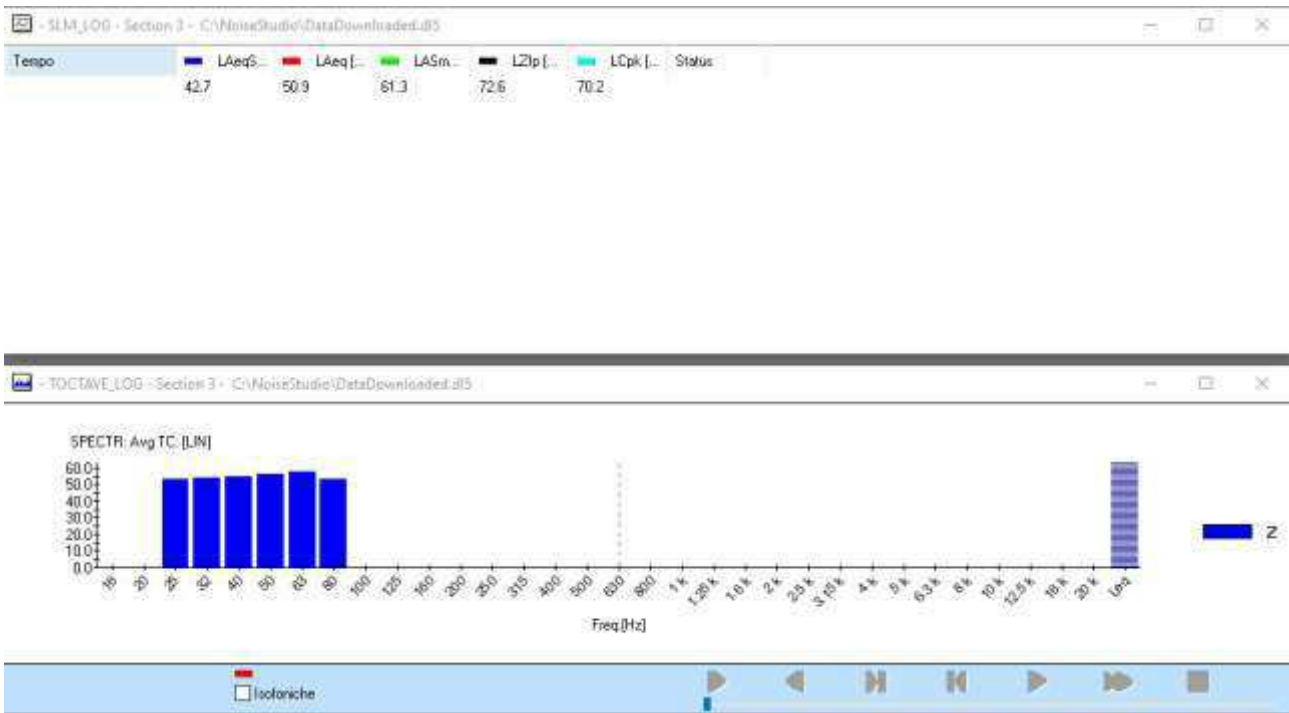 - SLM_LOG - Section 3 - C:\NoiseStudio\DataDownloaded.dl5
Tempo LAeqS... LAeq [... LASm... LZIp [... LCpk [... Status
42.7 50.9 61.3 72.6 70.2
- TOCTAVE_LOG - Section 3 - C:\NoiseStudio\DataDownloaded.dl5
SPECTR: Avg TC: [LIN]
60.0
50.0
40.0
30.0
20.0
10.0
0.0
Z
16 20 25 32 40 50 63 80 100 125 160 200 250 315 400 500 630 800 1 k 1.25 k 1.6 k 2 k 2.5 k 3.15 k 4 k 5 k 6.3 k 8 k 10 k 12.5 k 16 k 20 k Leq
Freq.[Hz]
Isofoniche